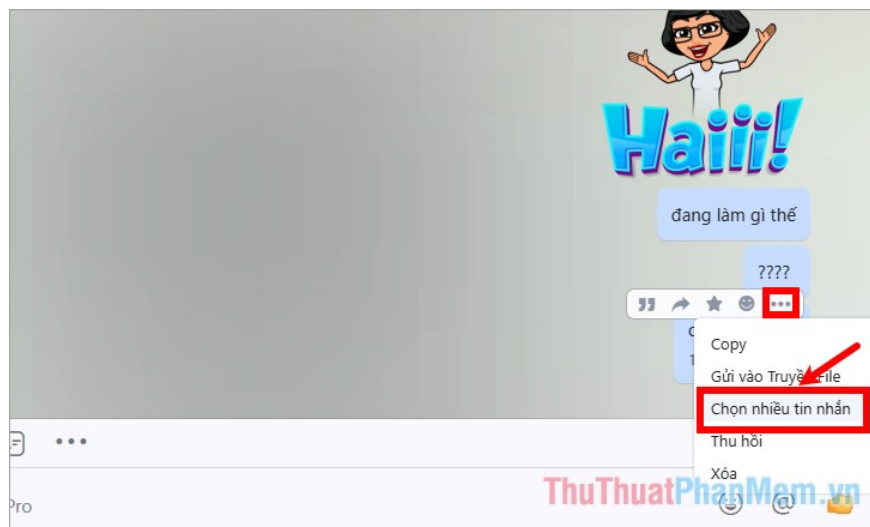 Haiii!
đang làm gì thế
????
Copy
Gửi vào Truyền File
Chọn nhiều tin nhắn
Thu hồi
Xóa
ThuThuatPhanMem.vn
Pro